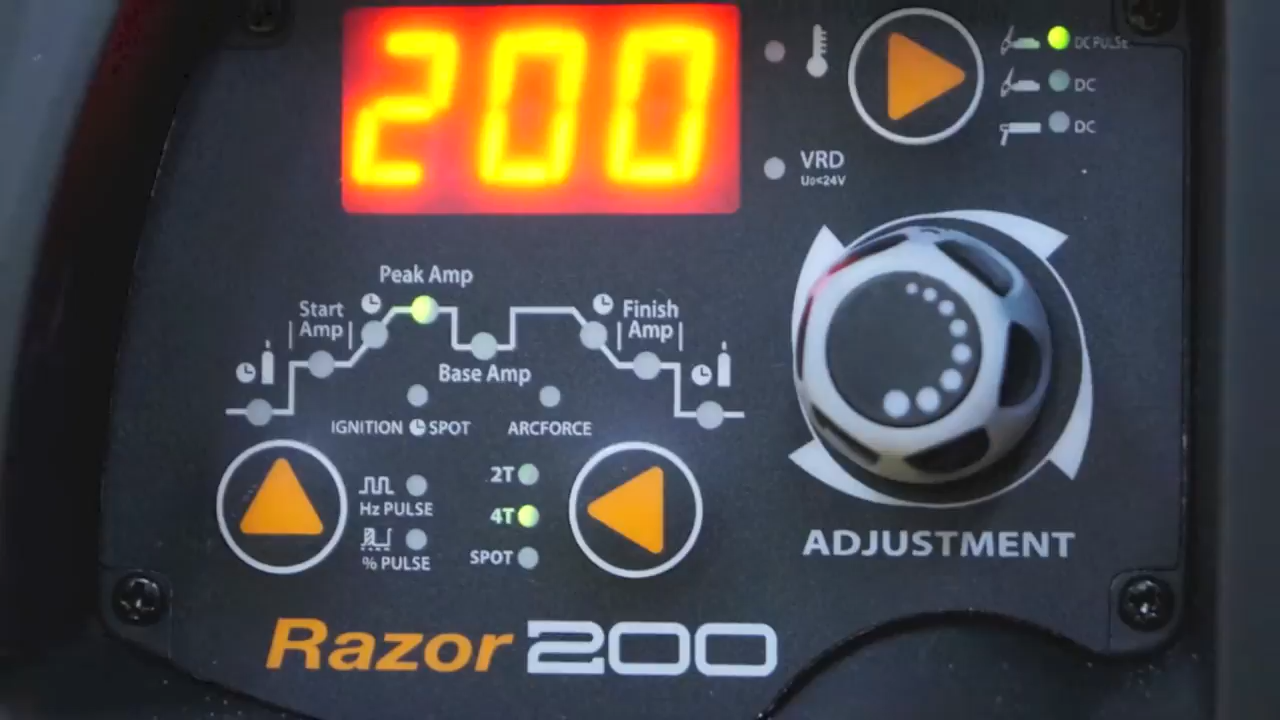 200
DC PULSE
DC
DC
VRD
U₀<24V
Peak Amp
Start
Amp
Finish
Amp
Base Amp
IGNITION SPOT
ARCFORCE
Hz PULSE
% PULSE
2T
4T
SPOT
ADJUSTMENT
Razor 200